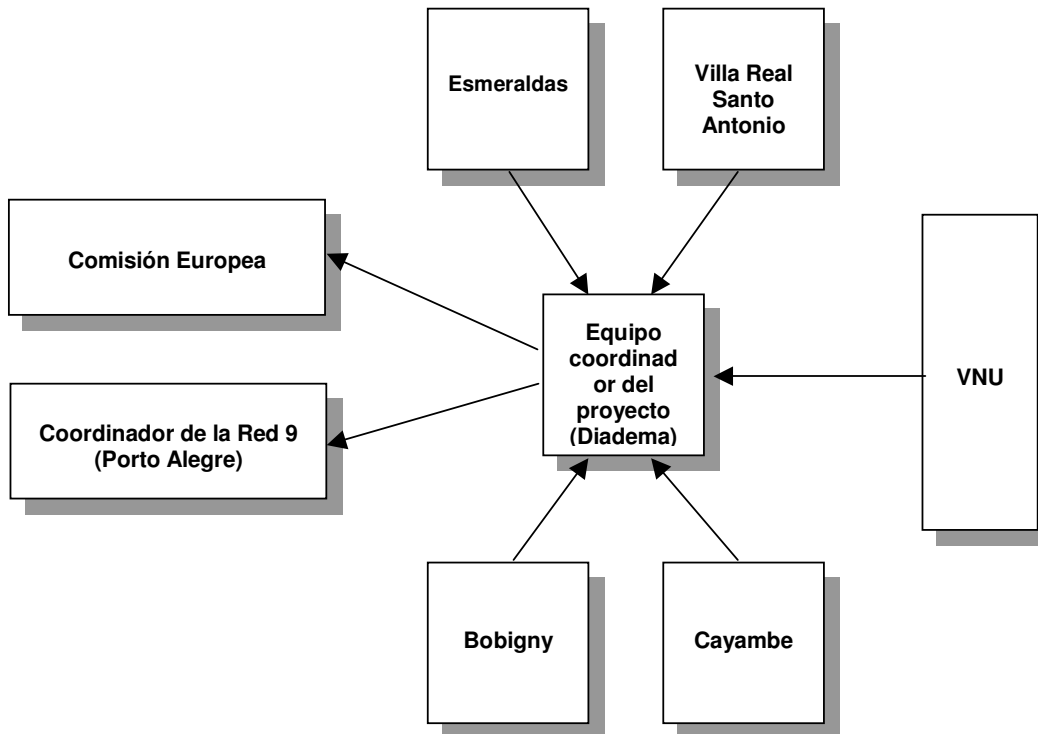 Esmeraldas
Villa Real
Santo
Antonio
Comisión Europea
Equipo
coordinad
or del
proyecto
(Diadema)
VNU
Coordinador de la Red 9
(Porto Alegre)
Bobigny
Cayambe